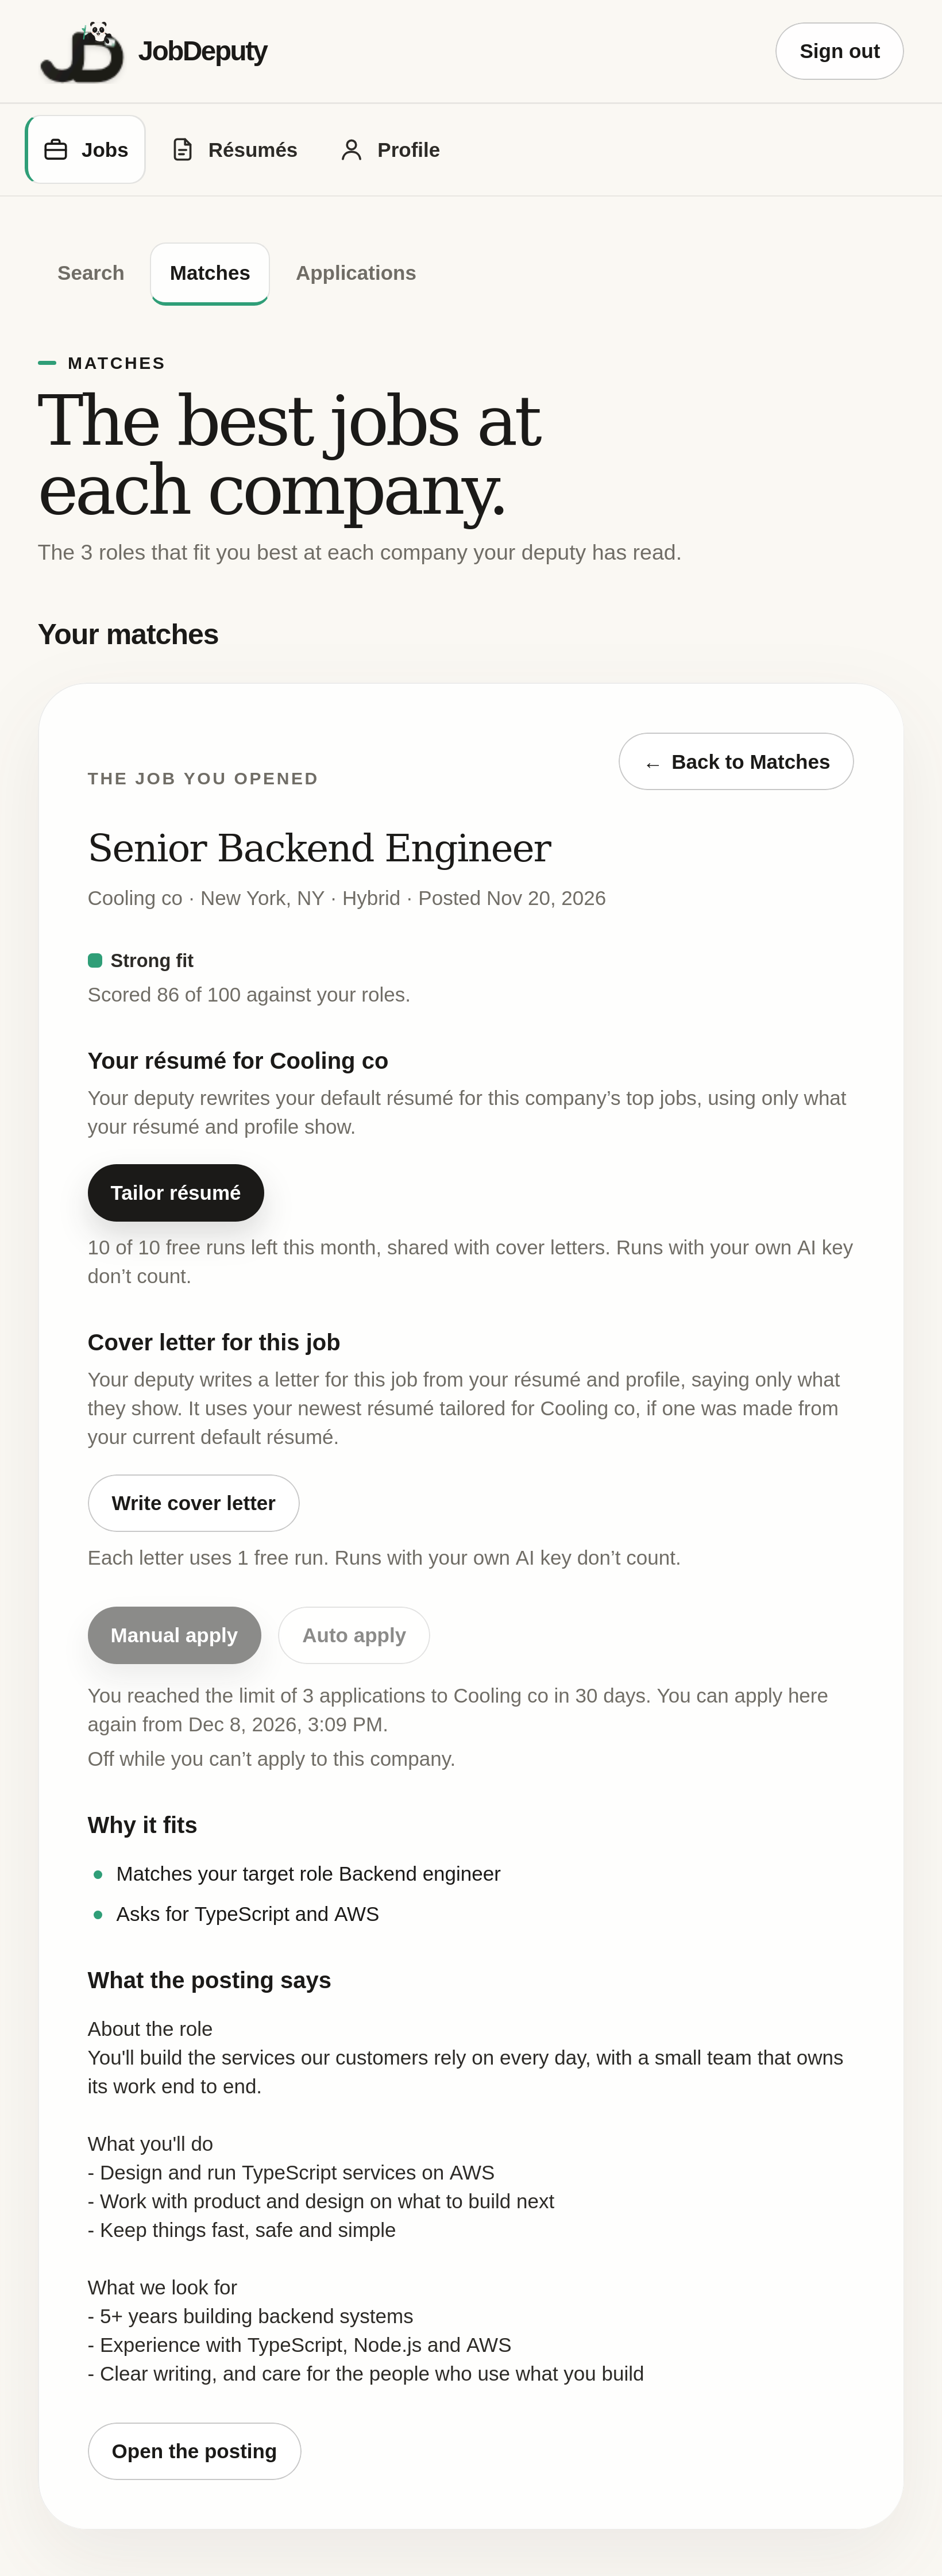 JobDeputy
Sign out
Jobs
Résumés
Profile
Search
Matches
Applications
MATCHES
The best jobs at
each company.
The 3 roles that fit you best at each company your deputy has read.
Your matches
THE JOB YOU OPENED
← Back to Matches
Senior Backend Engineer
Cooling co · New York, NY · Hybrid · Posted Nov 20, 2026
Strong fit
Scored 86 of 100 against your roles.
Your résumé for Cooling co
Your deputy rewrites your default résumé for this company’s top jobs, using only what
your résumé and profile show.
Tailor résumé
10 of 10 free runs left this month, shared with cover letters. Runs with your own AI key
don’t count.
Cover letter for this job
Your deputy writes a letter for this job from your résumé and profile, saying only what
they show. It uses your newest résumé tailored for Cooling co, if one was made from
your current default résumé.
Write cover letter
Each letter uses 1 free run. Runs with your own AI key don’t count.
Manual apply
Auto apply
You reached the limit of 3 applications to Cooling co in 30 days. You can apply here
again from Dec 8, 2026, 3:09 PM.
Off while you can’t apply to this company.
Why it fits
Matches your target role Backend engineer
Asks for TypeScript and AWS
What the posting says
About the role
You'll build the services our customers rely on every day, with a small team that owns
its work end to end.
What you'll do
- Design and run TypeScript services on AWS
- Work with product and design on what to build next
- Keep things fast, safe and simple
What we look for
- 5+ years building backend systems
- Experience with TypeScript, Node.js and AWS
- Clear writing, and care for the people who use what you build
Open the posting